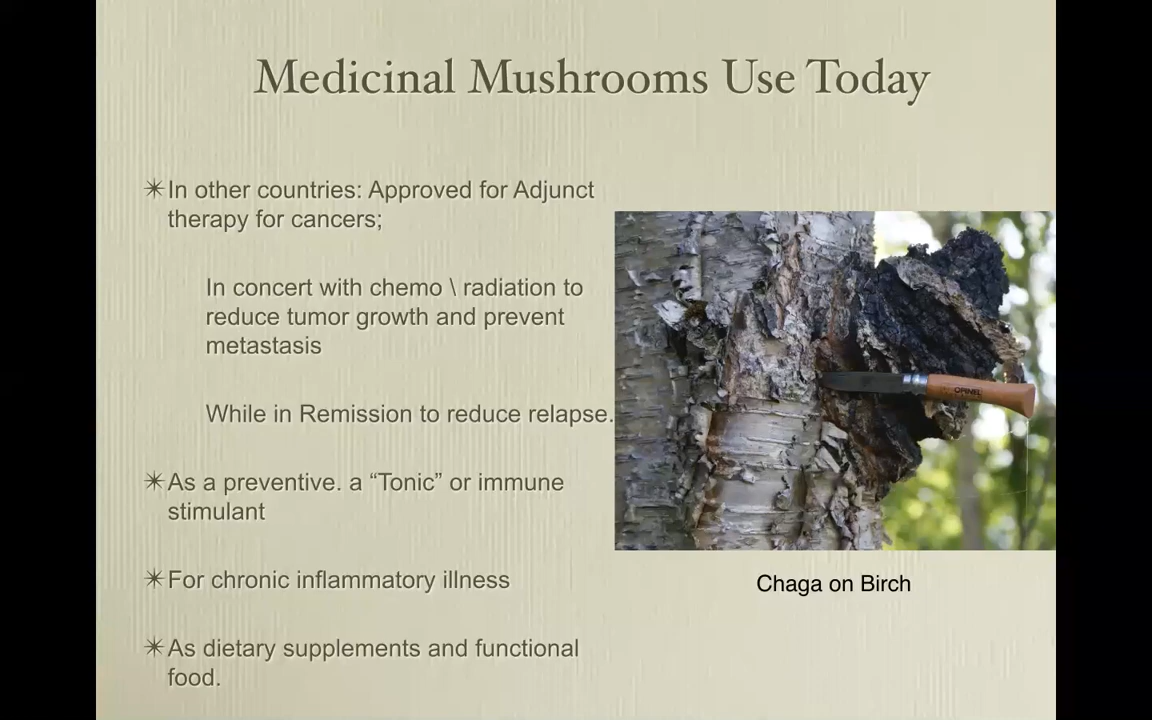 Medicinal Mushrooms Use Today
✴In other countries: Approved for Adjunct
therapy for cancers;
In concert with chemo \ radiation to
reduce tumor growth and prevent
metastasis
While in Remission to reduce relapse.
✴As a preventive. a “Tonic” or immune
stimulant
✴For chronic inflammatory illness
✴As dietary supplements and functional
food.
OPINEL
Chaga on Birch